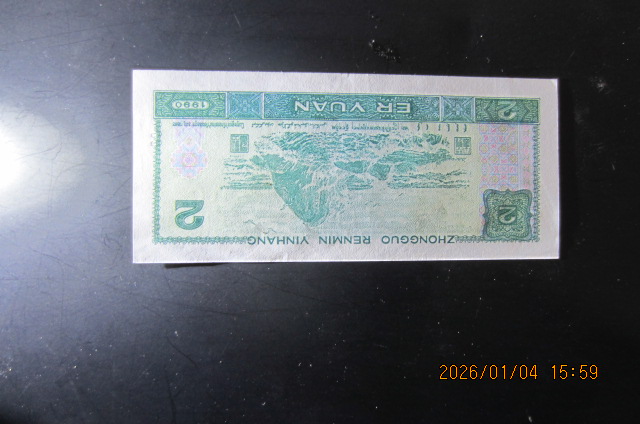 ZHONGGUO RENMIN YINHANG
2
2
2 ER YUAN 1990
2026/01/04 15:59